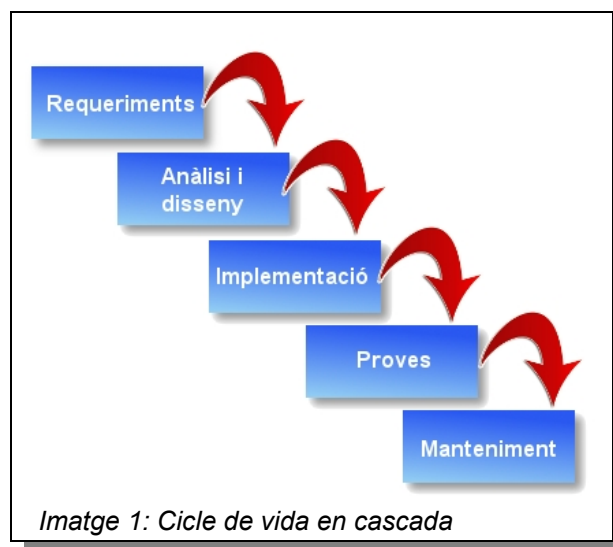 Requeriments
Anàlisi i
disseny
Implementació
Proves
Manteniment
Imatge 1: Cicle de vida en cascada